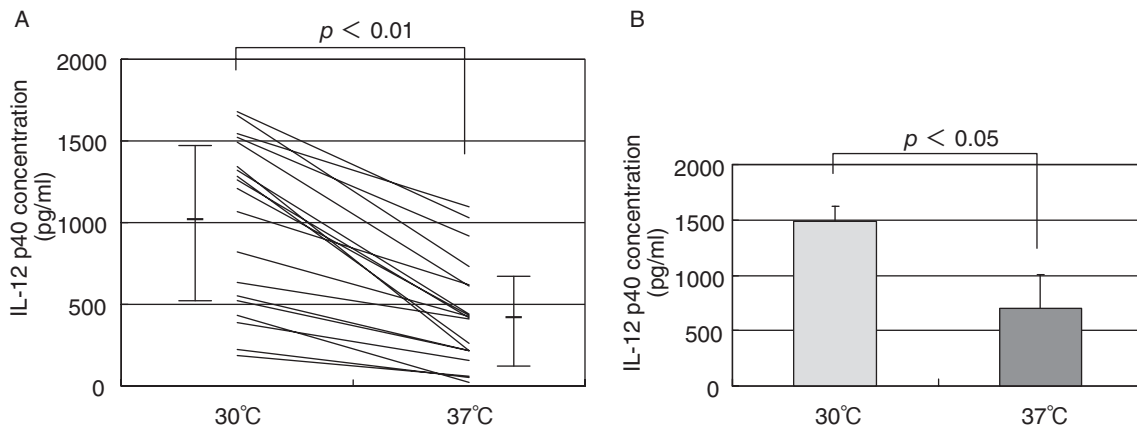 A
p < 0.01
IL-12 p40 concentration
(pg/ml)
2000
1500
1000
500
0
30℃
37℃
B
p < 0.05
IL-12 p40 concentration
(pg/ml)
2000
1500
1000
500
0
30℃
37℃